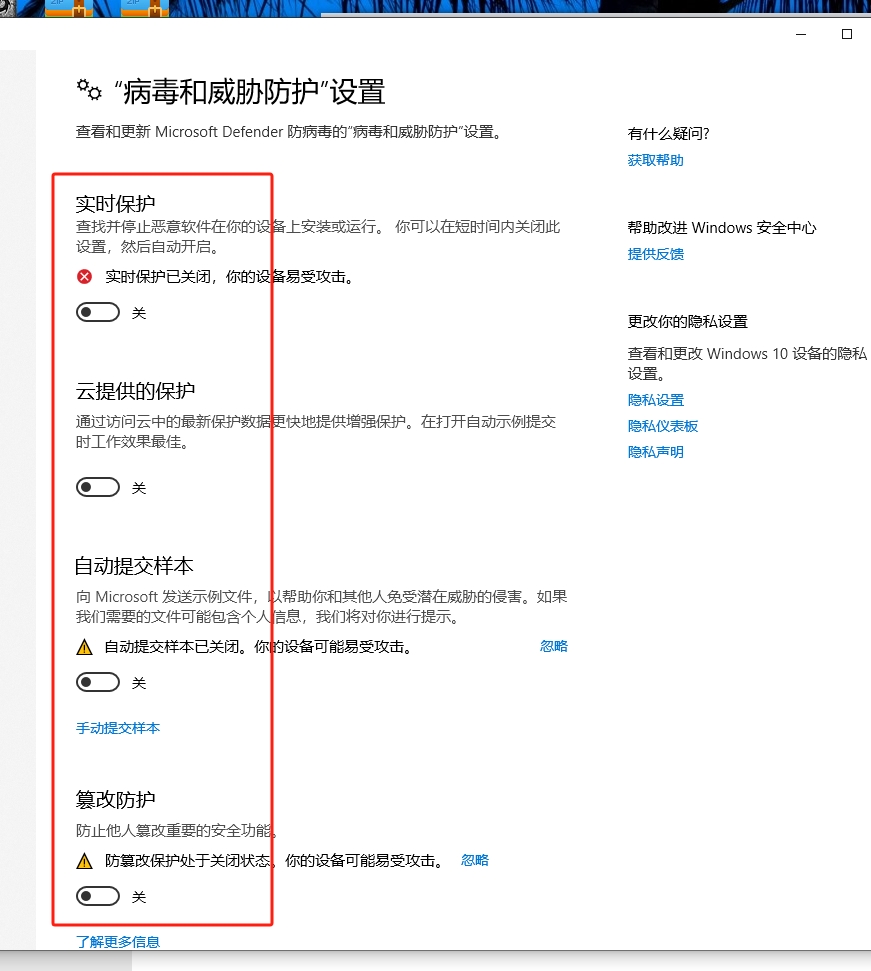 ZIP
ZIP
“病毒和威胁防护”设置
查看和更新 Microsoft Defender 防病毒的“病毒和威胁防护”设置。
实时保护
查找并停止恶意软件在你的设备上安装或运行。 你可以在短时间内关闭此
设置，然后自动开启。
实时保护已关闭，你的设备易受攻击。
关
云提供的保护
通过访问云中的最新保护数据更快地提供增强保护。在打开自动示例提交
时工作效果最佳。
关
自动提交样本
向 Microsoft 发送示例文件，以帮助你和其他人免受潜在威胁的侵害。如果
我们需要的文件可能包含个人信息，我们将对你进行提示。
自动提交样本已关闭。你的设备可能易受攻击。 忽略
关
手动提交样本
篡改防护
防止他人篡改重要的安全功能。
防篡改保护处于关闭状态。你的设备可能易受攻击。 忽略
关
了解更多信息
有什么疑问?
获取帮助
帮助改进 Windows 安全中心
提供反馈
更改你的隐私设置
查看和更改 Windows 10 设备的隐私
设置。
隐私设置
隐私仪表板
隐私声明